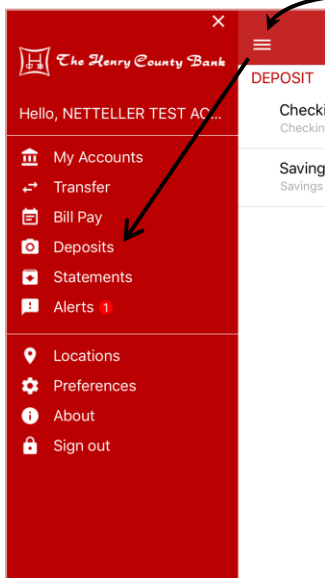 The Henry County Bank
Hello, NETTELLER TEST AC...
My Accounts
Transfer
Bill Pay
Deposits
Statements
Alerts 1
Locations
Preferences
About
Sign out
DEPOSIT
Checki
Checkin
Saving
Savings